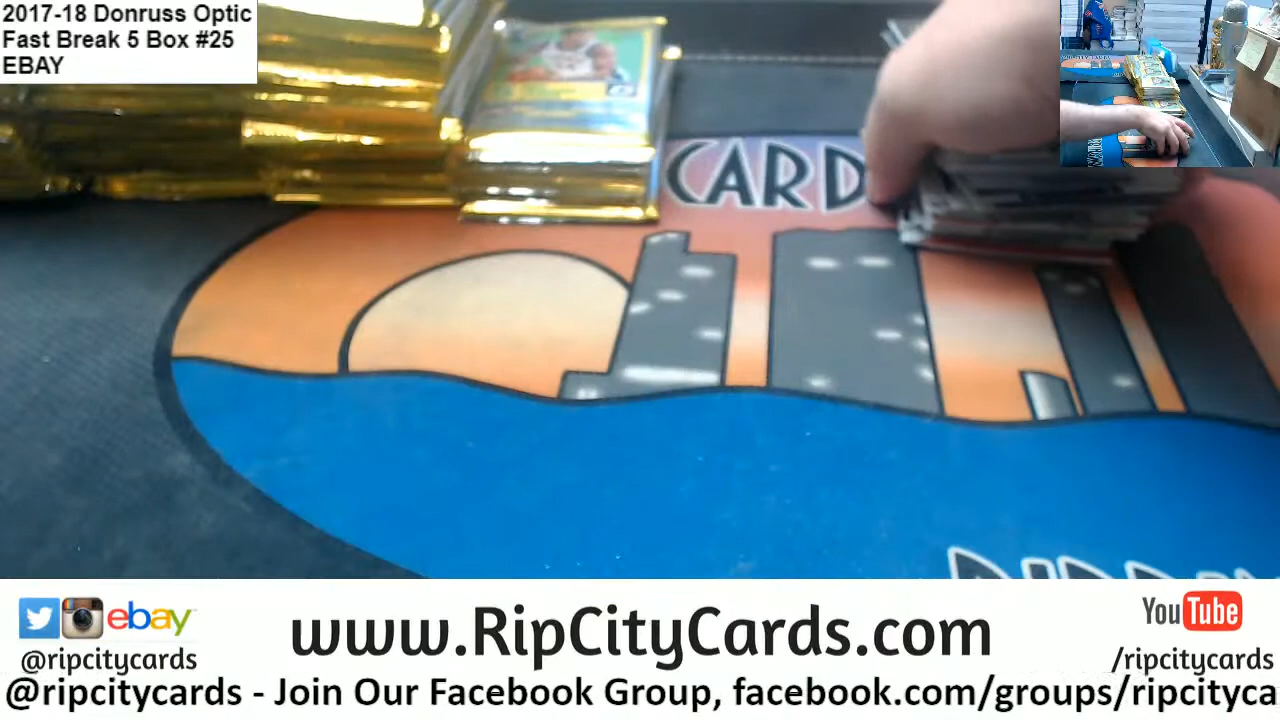 2017-18 Donruss Optic
Fast Break 5 Box #25
EBAY
CARD
ebay
@ripcitycards
www.RipCityCards.com
YouTube
/ripcitycards
@ripcitycards - Join Our Facebook Group, facebook.com/groups/ripcityca